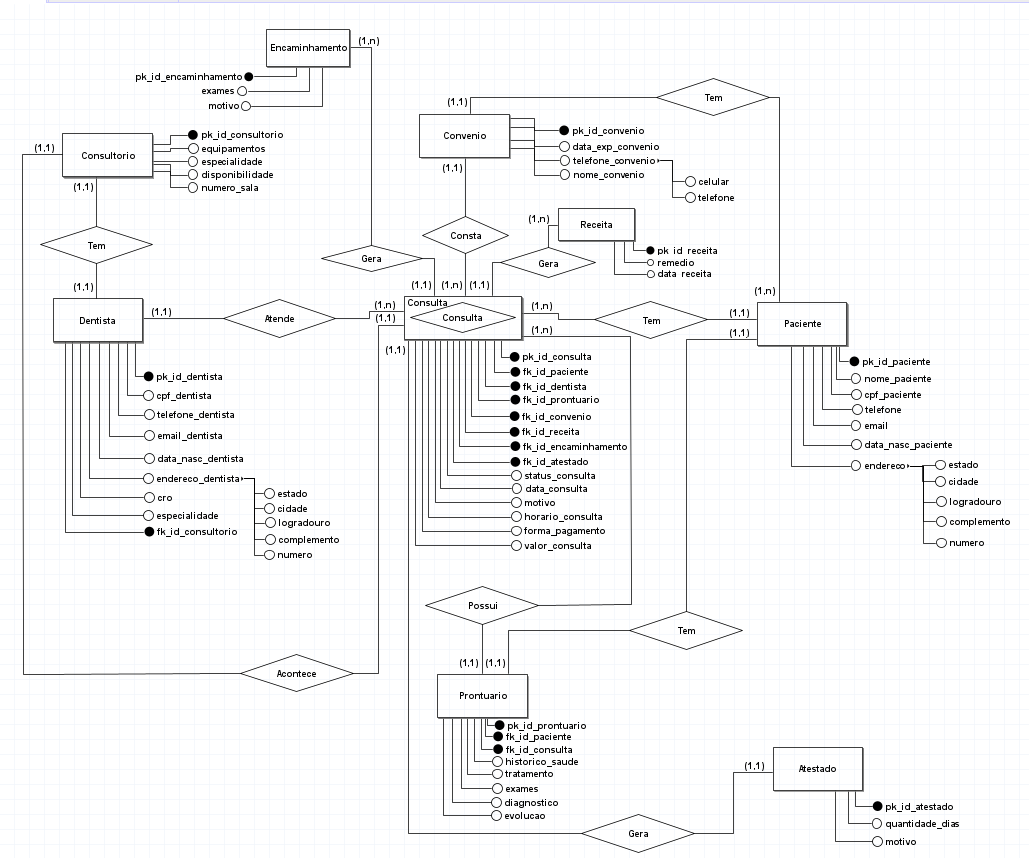 Encaminhamento
(1,n)
pk_id_encaminhamento
exames
motivo
Tem
(1,1)
Convenio
pk_id_convenio
data_exp_convenio
telefone_convenio
nome_convenio
celular
telefone
(1,1)
(1,1)
Consultorio
pk_id_consultorio
equipamentos
especialidade
disponibilidade
numero_sala
(1,1)
Tem
(1,1)
Consta
(1,n)
Receita
pk_id_receita
remedio
data_receita
Gera
Gera
(1,1)
(1,n)
(1,1)
(1,n)
Dentista
(1,1)
Atende
(1,n)
(1,1)
(1,1)
Consulta
Consulta
(1,n)
(1,n)
Tem
(1,1)
(1,1)
Paciente
pk_id_dentista
cpf_dentista
telefone_dentista
email_dentista
data_nasc_dentista
endereco_dentista
cro
especialidade
fk_id_consultorio
estado
cidade
logradouro
complemento
numero
pk_id_consulta
fk_id_paciente
fk_id_dentista
fk_id_prontuario
fk_id_convenio
fk_id_receita
fk_id_encaminhamento
fk_id_atestado
status_consulta
data_consulta
motivo
horario_consulta
forma_pagamento
valor_consulta
pk_id_paciente
nome_paciente
cpf_paciente
telefone
email
data_nasc_paciente
endereco
estado
cidade
logradouro
complemento
numero
Possui
Tem
Acontece
(1,1)
(1,1)
Prontuario
pk_id_prontuario
fk_id_paciente
fk_id_consulta
historico_saude
tratamento
exames
diagnostico
evolucao
Gera
(1,1)
Atestado
pk_id_atestado
quantidade_dias
motivo